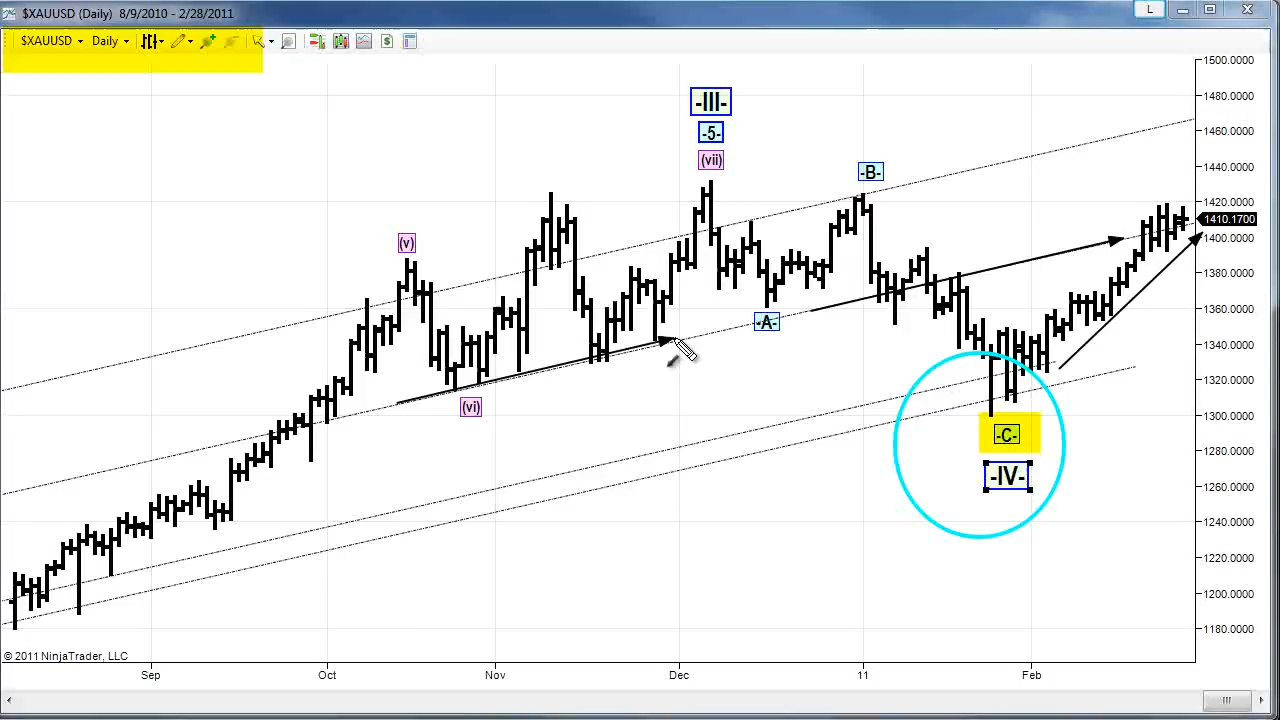 $XAUUSD (Daily) 8/9/2010 - 2/28/2011
L
$XAUUSD Daily
$
1500.0000
1480.0000
-III-
1460.0000
-5-
(vii)
1440.0000
-B-
1420.0000
1410.1700
(v)
1400.0000
1380.0000
1360.0000
-A-
1340.0000
1320.0000
(vi)
1300.0000
-C-
1280.0000
-IV-
1260.0000
1240.0000
1220.0000
1200.0000
1180.0000
© 2011 NinjaTrader, LLC
Sep Oct Nov Dec 11 Feb